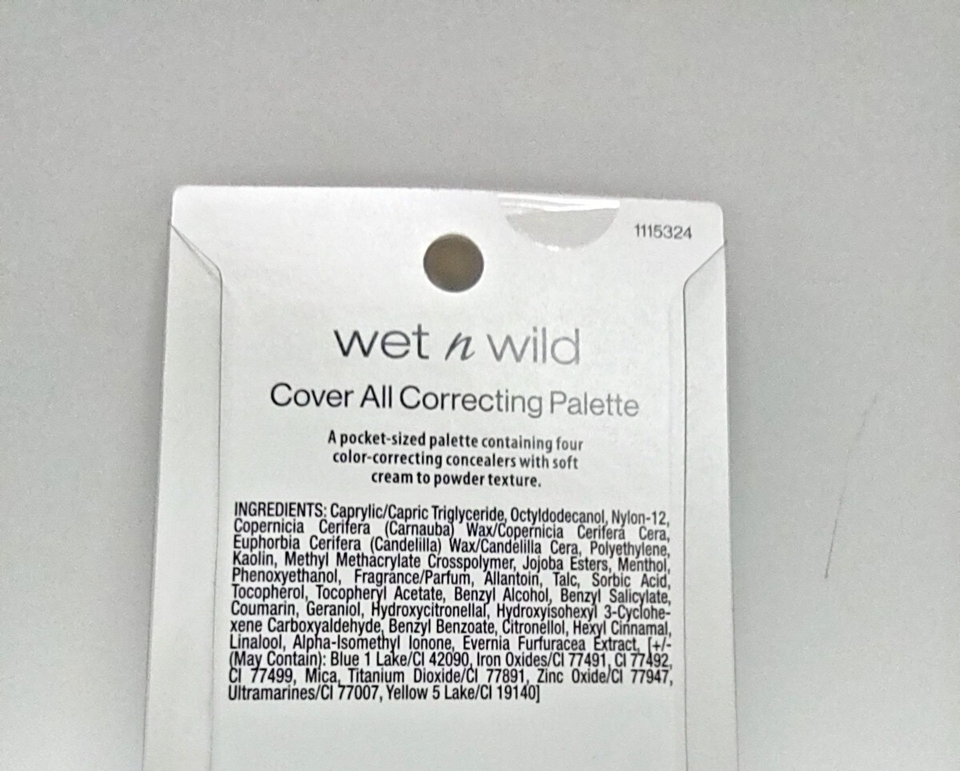 1115324
wet n wild
Cover All Correcting Palette
A pocket-sized palette containing four
color-correcting concealers with soft
cream to powder texture.
INGREDIENTS: Caprylic/Capric Triglyceride, Octyldodecanol, Nylon-12,
Copernicia Cerifera (Carnauba) Wax/Copernicia Cerifera Cera,
Euphorbia Cerifera (Candelilla) Wax/Candelilla Cera, Polyethylene,
Kaolin, Methyl Methacrylate Crosspolymer, Jojoba Esters, Menthol,
Phenoxyethanol, Fragrance/Parfum, Allantoin, Talc, Sorbic Acid,
Tocopherol, Tocopheryl Acetate, Benzyl Alcohol, Benzyl Salicylate,
Coumarin, Geraniol, Hydroxycitronellal, Hydroxyisohexyl 3-Cyclohe-
xene Carboxyaldehyde, Benzyl Benzoate, Citronellol, Hexyl Cinnamal,
Linalool, Alpha-Isomethyl Ionone, Evernia Furfuracea Extract, [+/-
(May Contain): Blue 1 Lake/CI 42090, Iron Oxides/CI 77491, CI 77492,
CI 77499, Mica, Titanium Dioxide/CI 77891, Zinc Oxide/CI 77947,
Ultramarines/CI 77007, Yellow 5 Lake/CI 19140]